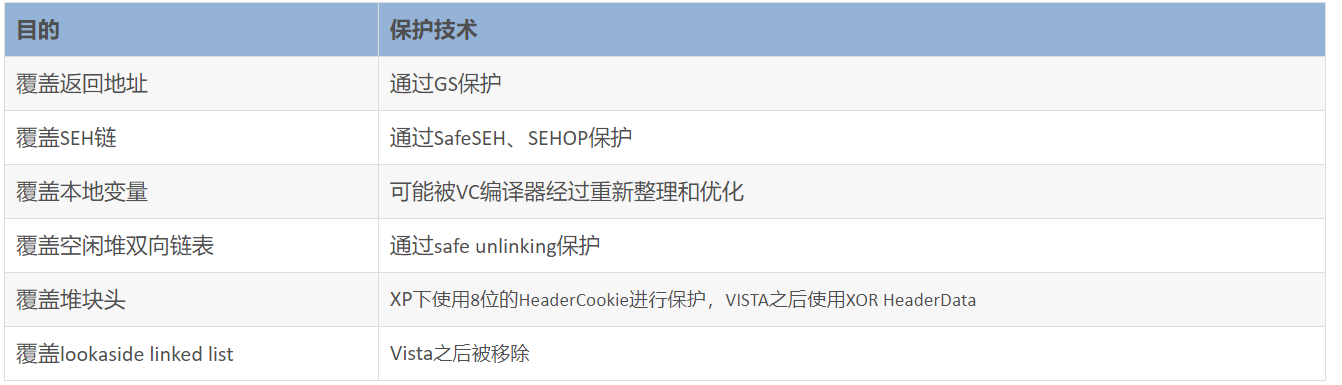 目的 保护技术
覆盖返回地址 通过GS保护
覆盖SEH链 通过SafeSEH、SEHOP保护
覆盖本地变量 可能被VC编译器经过重新整理和优化
覆盖空闲堆双向链表 通过safe unlinking保护
覆盖堆块头 XP下使用8位的HeaderCookie进行保护，VISTA之后使用XOR HeaderData
覆盖lookaside linked list Vista之后被移除